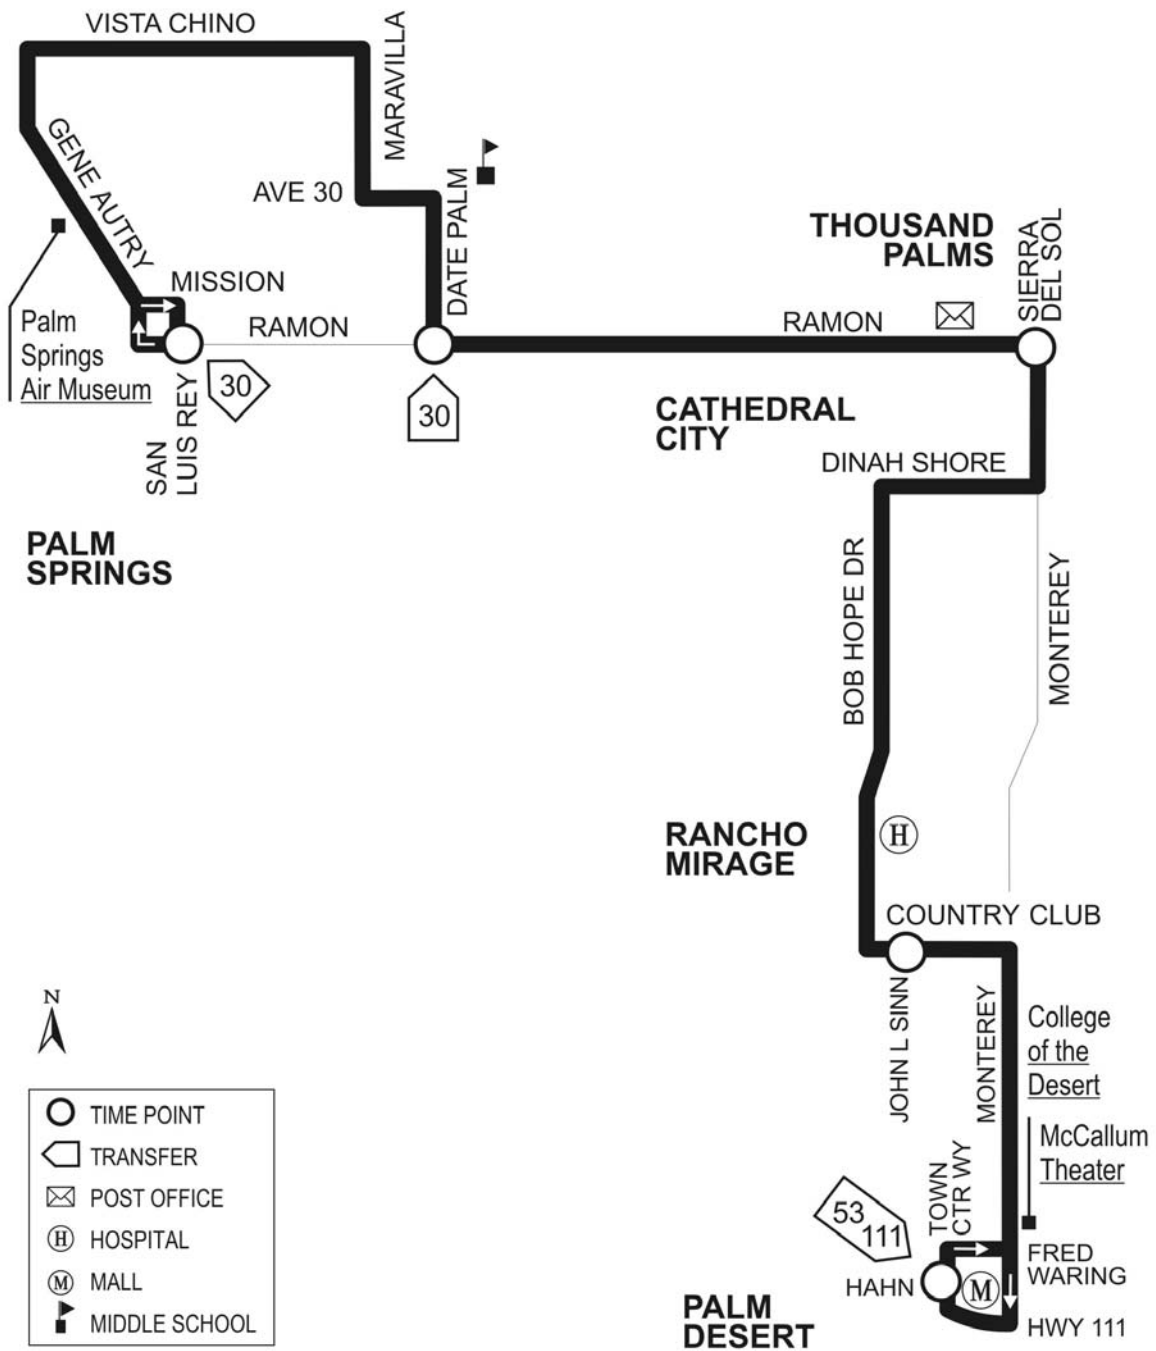 VISTA CHINO
MARAVILLA
GENE AUTRY
AVE 30
DATE PALM
THOUSAND
PALMS
SIERRA
DEL SOL
MISSION
RAMON
RAMON
Palm
Springs
Air Museum
30
30
SAN
LUIS REY
CATHEDRAL
CITY
DINAH SHORE
PALM
SPRINGS
BOB HOPE DR
MONTEREY
RANCHO
MIRAGE
H
COUNTRY CLUB
JOHN L SINN
MONTEREY
College
of the
Desert
McCallum
Theater
TOWN
CTR WY
53
111
FRED
WARING
HAHN
M
HWY 111
PALM
DESERT
N
TIME POINT
TRANSFER
POST OFFICE
H HOSPITAL
M MALL
MIDDLE SCHOOL